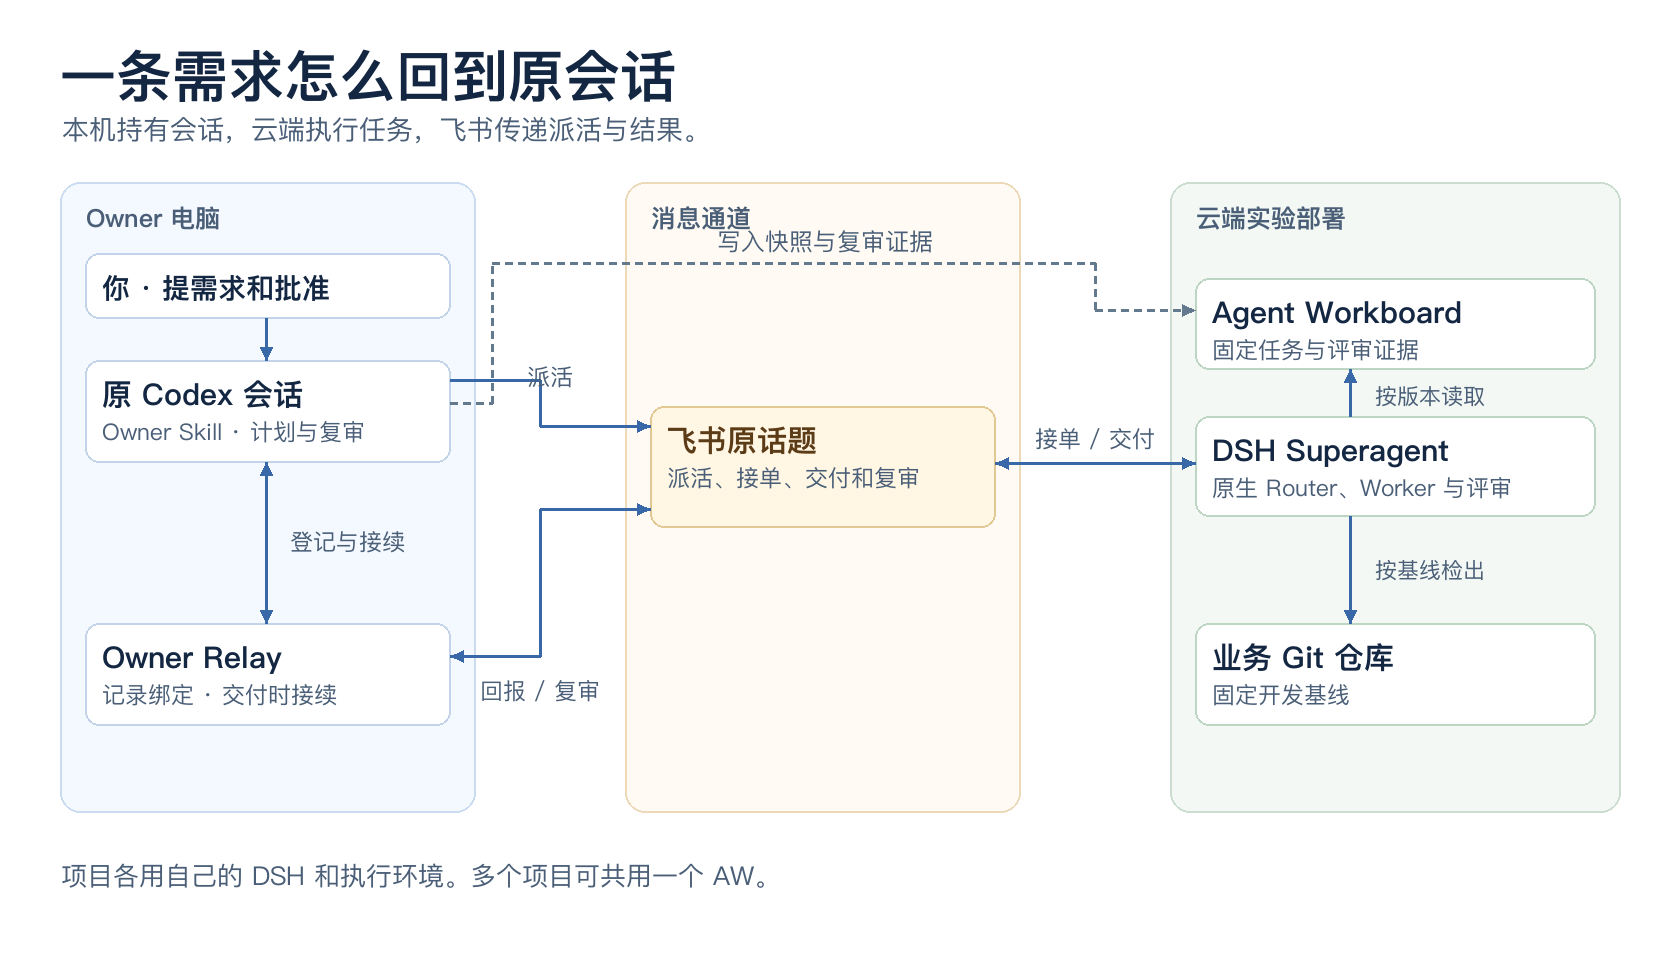 一条需求怎么回到原会话
本机持有会话，云端执行任务，飞书传递派活与结果。
Owner 电脑
你 · 提需求和批准
原 Codex 会话
Owner Skill · 计划与复审
登记与接续
Owner Relay
记录绑定 · 交付时接续
派活
回报 / 复审
消息通道
写入快照与复审证据
飞书原话题
派活、接单、交付和复审
接单 / 交付
云端实验部署
Agent Workboard
固定任务与评审证据
按版本读取
DSH Superagent
原生 Router、Worker 与评审
按基线检出
业务 Git 仓库
固定开发基线
项目各用自己的 DSH 和执行环境。多个项目可共用一个 AW。